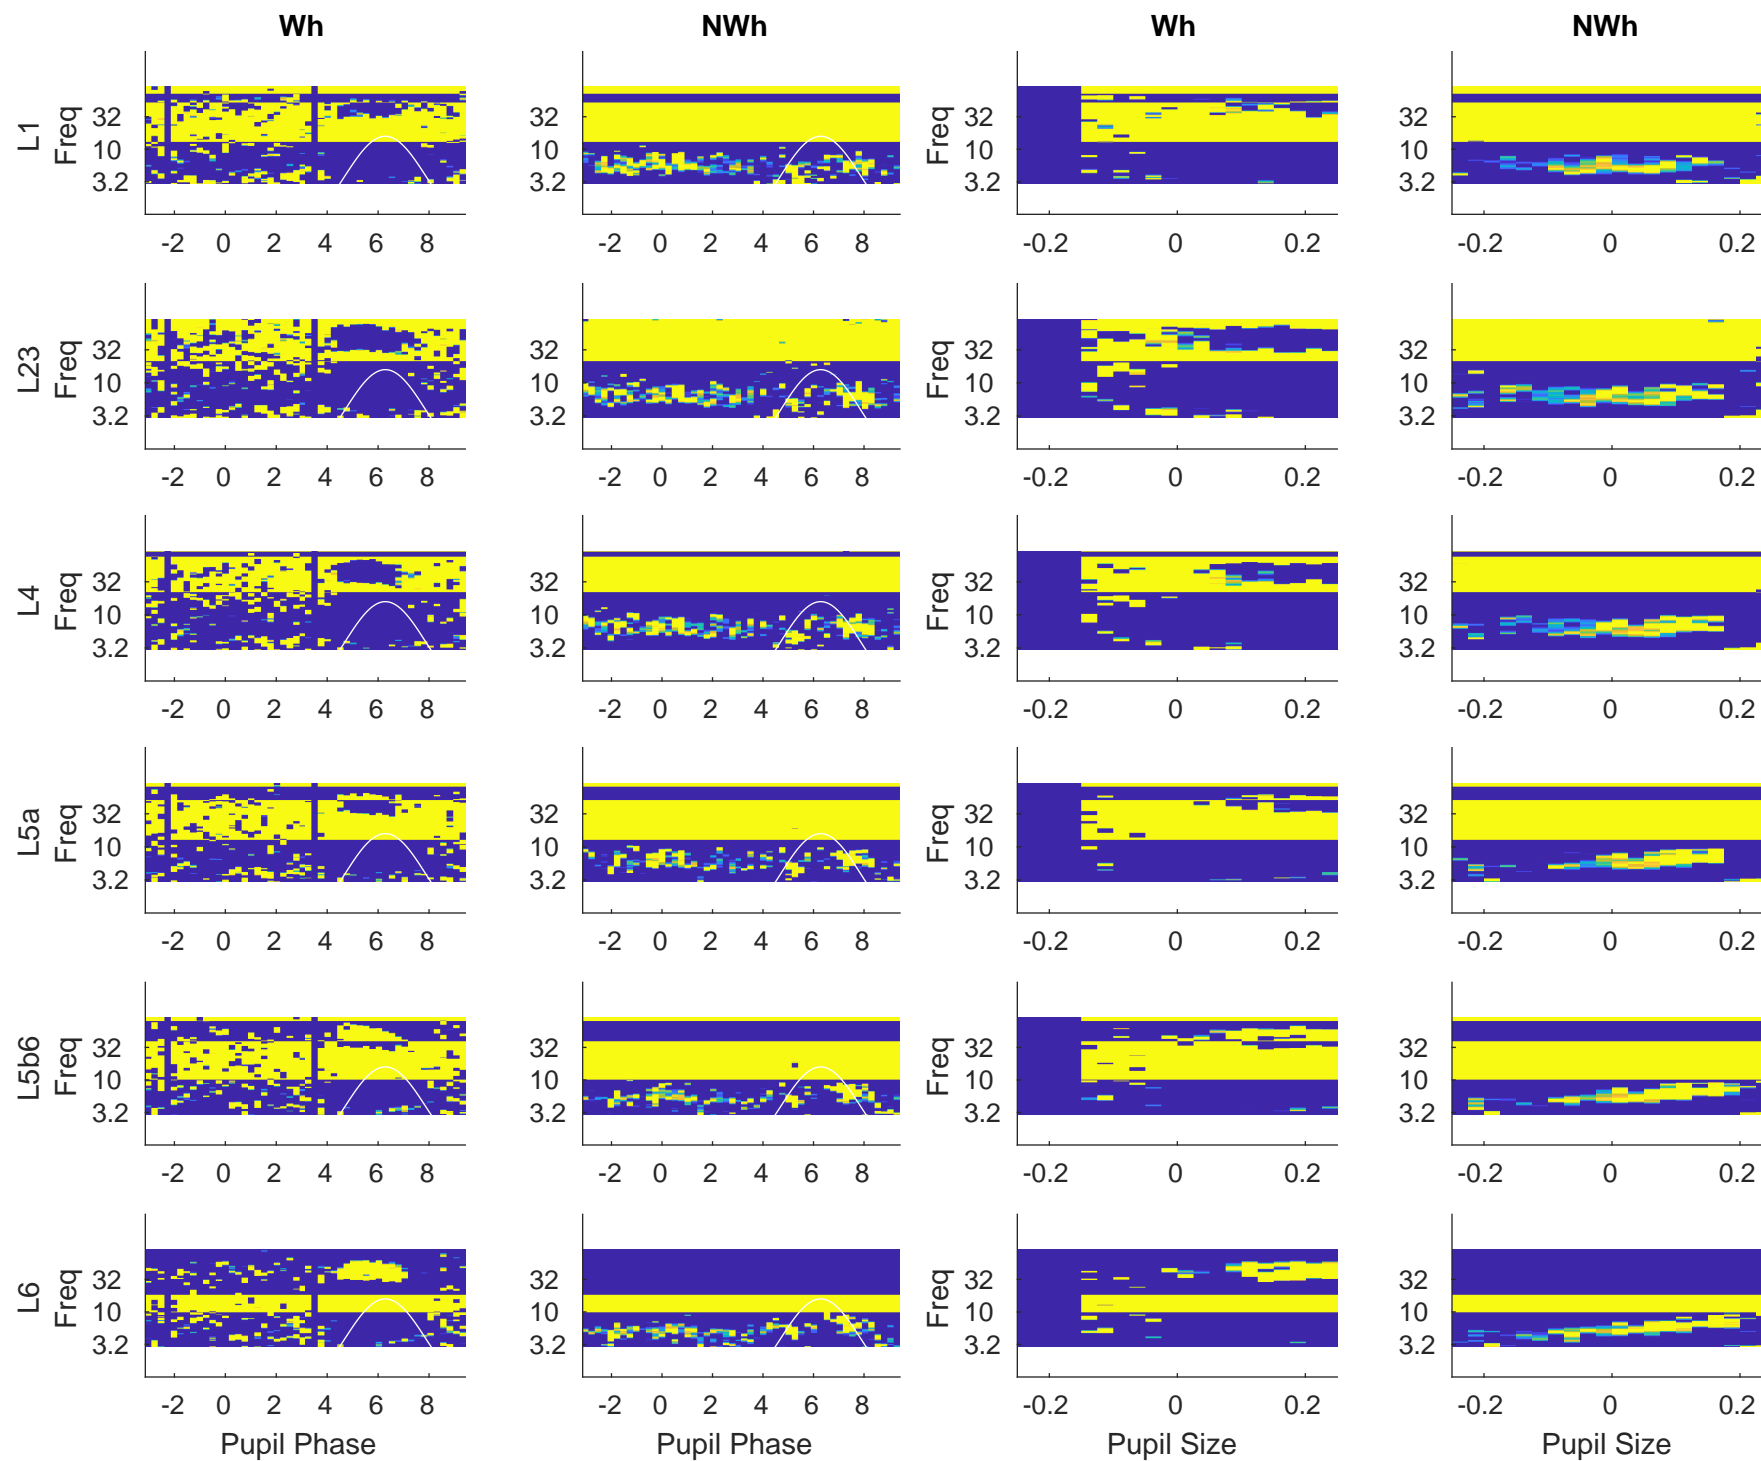 Wh NWh Wh NWh
L1 Freq 32 10 3.2 32 10 3.2 Freq 32 10 3.2 32 10 3.2
-2 0 2 4 6 8 -2 0 2 4 6 8 -0.2 0 0.2 -0.2 0 0.2
L23 Freq 32 10 3.2 32 10 3.2 Freq 32 10 3.2 32 10 3.2
-2 0 2 4 6 8 -2 0 2 4 6 8 -0.2 0 0.2 -0.2 0 0.2
L4 Freq 32 10 3.2 32 10 3.2 Freq 32 10 3.2 32 10 3.2
-2 0 2 4 6 8 -2 0 2 4 6 8 -0.2 0 0.2 -0.2 0 0.2
L5a Freq 32 10 3.2 32 10 3.2 Freq 32 10 3.2 32 10 3.2
-2 0 2 4 6 8 -2 0 2 4 6 8 -0.2 0 0.2 -0.2 0 0.2
L5b6 Freq 32 10 3.2 32 10 3.2 Freq 32 10 3.2 32 10 3.2
-2 0 2 4 6 8 -2 0 2 4 6 8 -0.2 0 0.2 -0.2 0 0.2
L6 Freq 32 10 3.2 32 10 3.2 Freq 32 10 3.2 32 10 3.2
-2 0 2 4 6 8 -2 0 2 4 6 8 -0.2 0 0.2 -0.2 0 0.2
Pupil Phase Pupil Phase Pupil Size Pupil Size